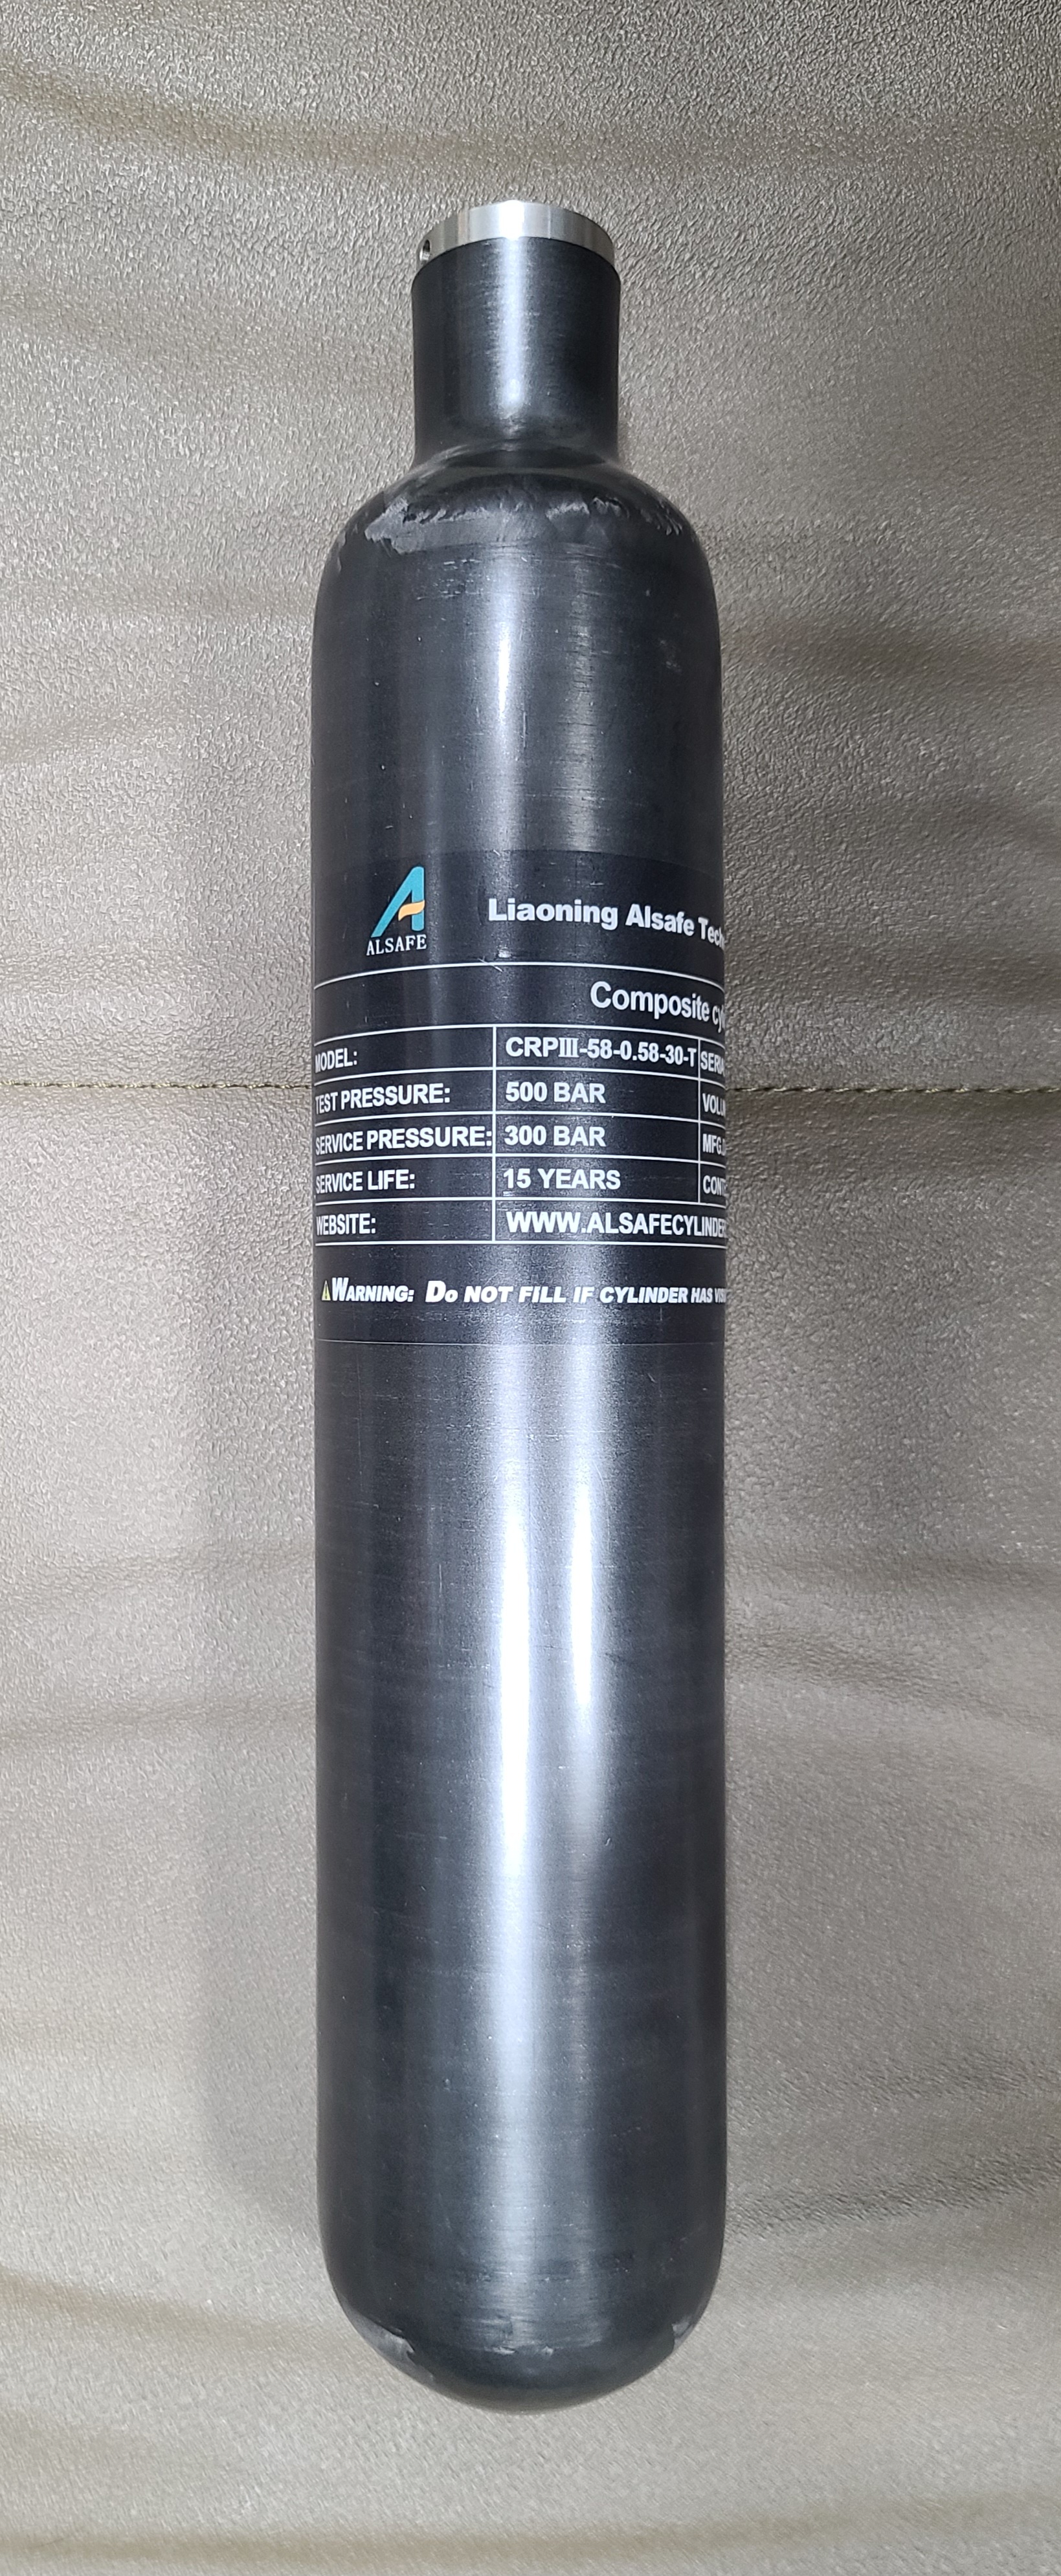 ALSAFE
Liaoning Alsafe
Composite
MODEL: CRPⅢ-58-0.58-30-T
TEST PRESSURE: 500 BAR
SERVICE PRESSURE: 300 BAR
SERVICE LIFE: 15 YEARS
WEBSITE: WWW.ALSAFECYLINDER
WARNING: DO NOT FILL IF CYLINDER HAS